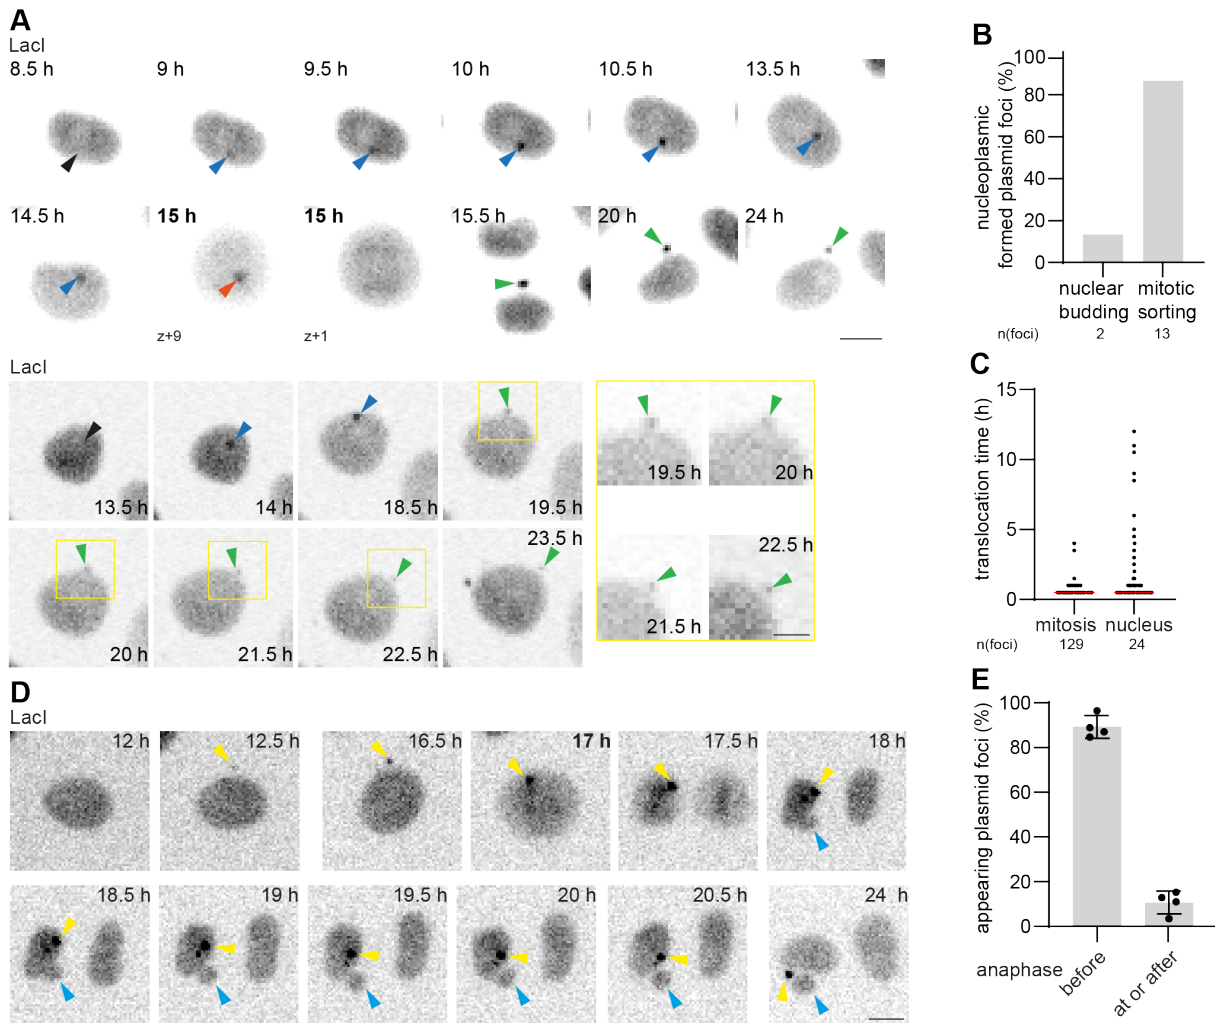 A
LacI
8.5 h
9 h
9.5 h
10 h
10.5 h
13.5 h
14.5 h
15 h
15 h
15.5 h
20 h
24 h
z+9
z+1
LacI
13.5 h
14 h
18.5 h
19.5 h
19.5 h
20 h
20 h
21.5 h
22.5 h
23.5 h
21.5 h
22.5 h
B
nucleoplasmic
formed plasmid foci (%)
100
80
60
40
20
0
nuclear
budding
mitotic
sorting
n(foci)
2
13
C
translocation time (h)
15
10
5
0
mitosis
nucleus
n(foci)
129
24
D
LacI
12 h
12.5 h
16.5 h
17 h
17.5 h
18 h
18.5 h
19 h
19.5 h
20 h
20.5 h
24 h
E
appearing plasmid foci (%)
100
80
60
40
20
0
anaphase
before
at or after